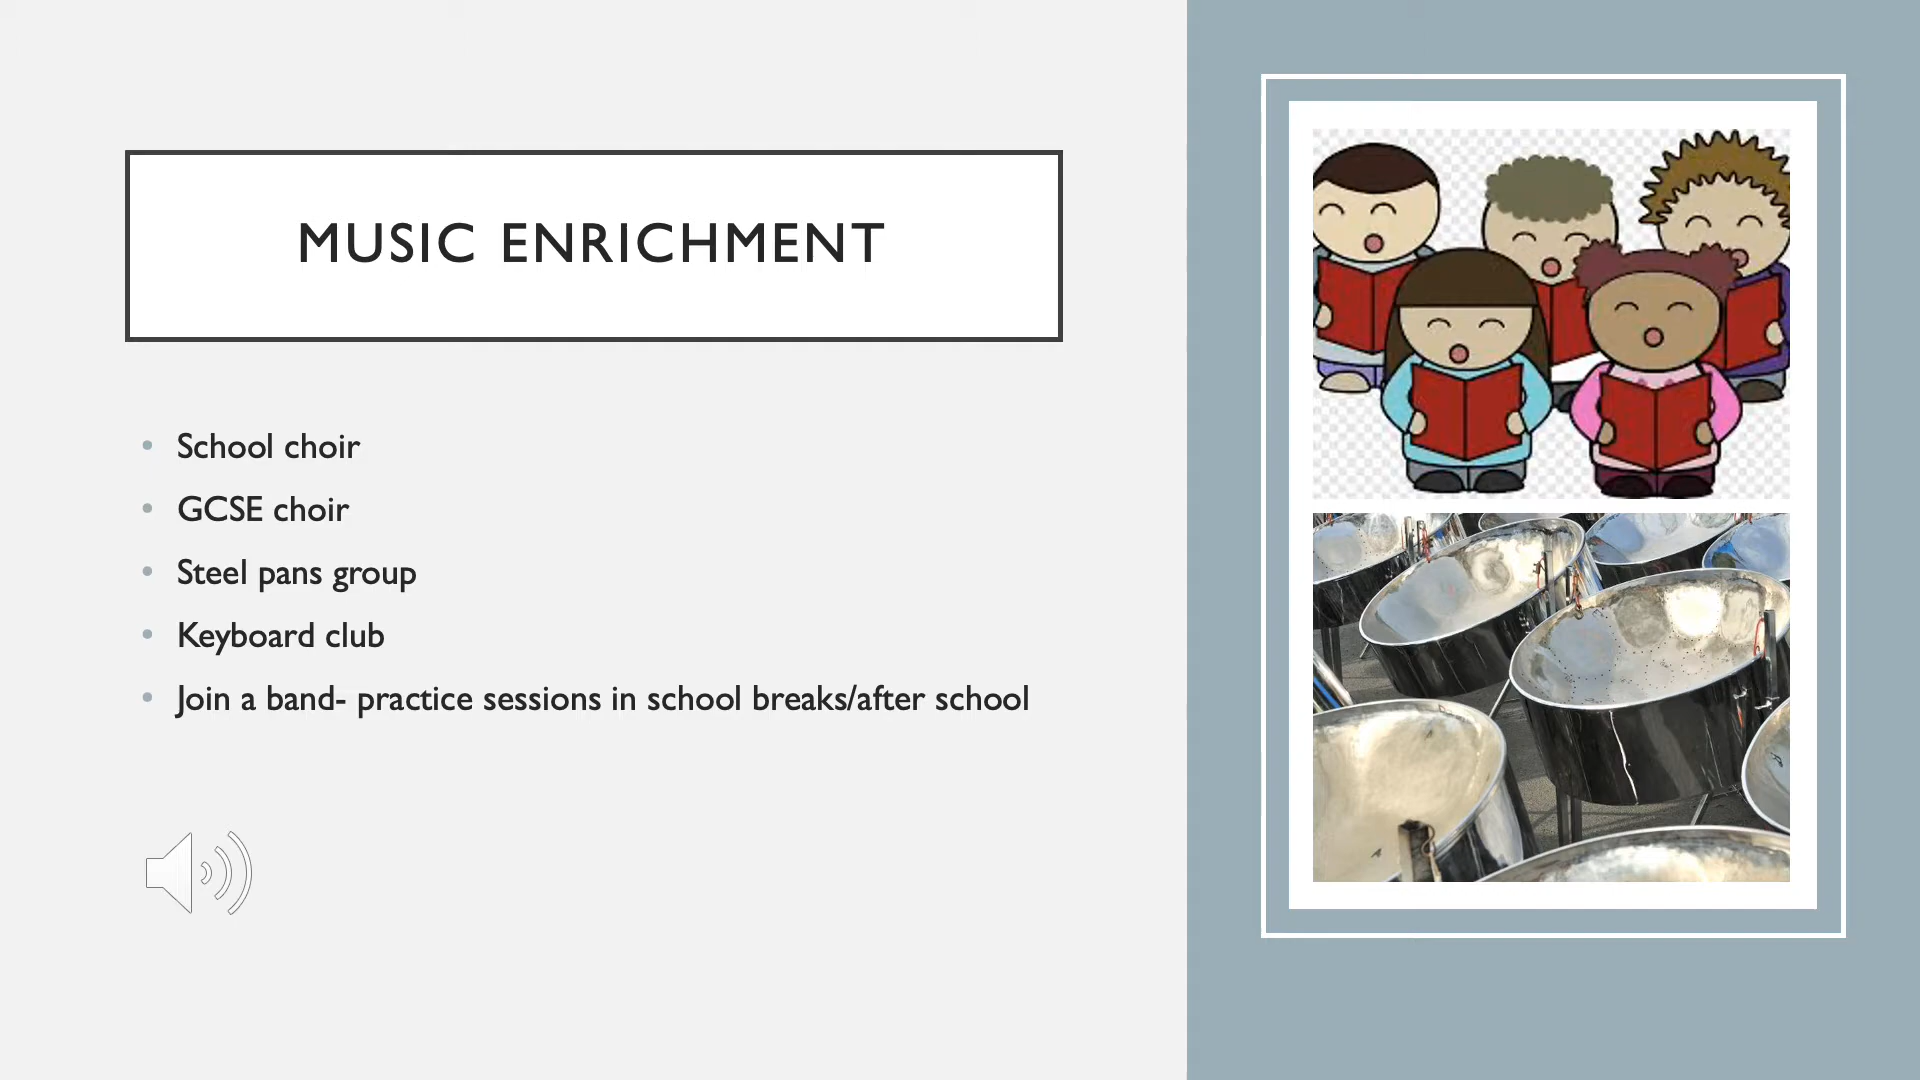 MUSIC ENRICHMENT
School choir
GCSE choir
Steel pans group
Keyboard club
Join a band- practice sessions in school breaks/after school